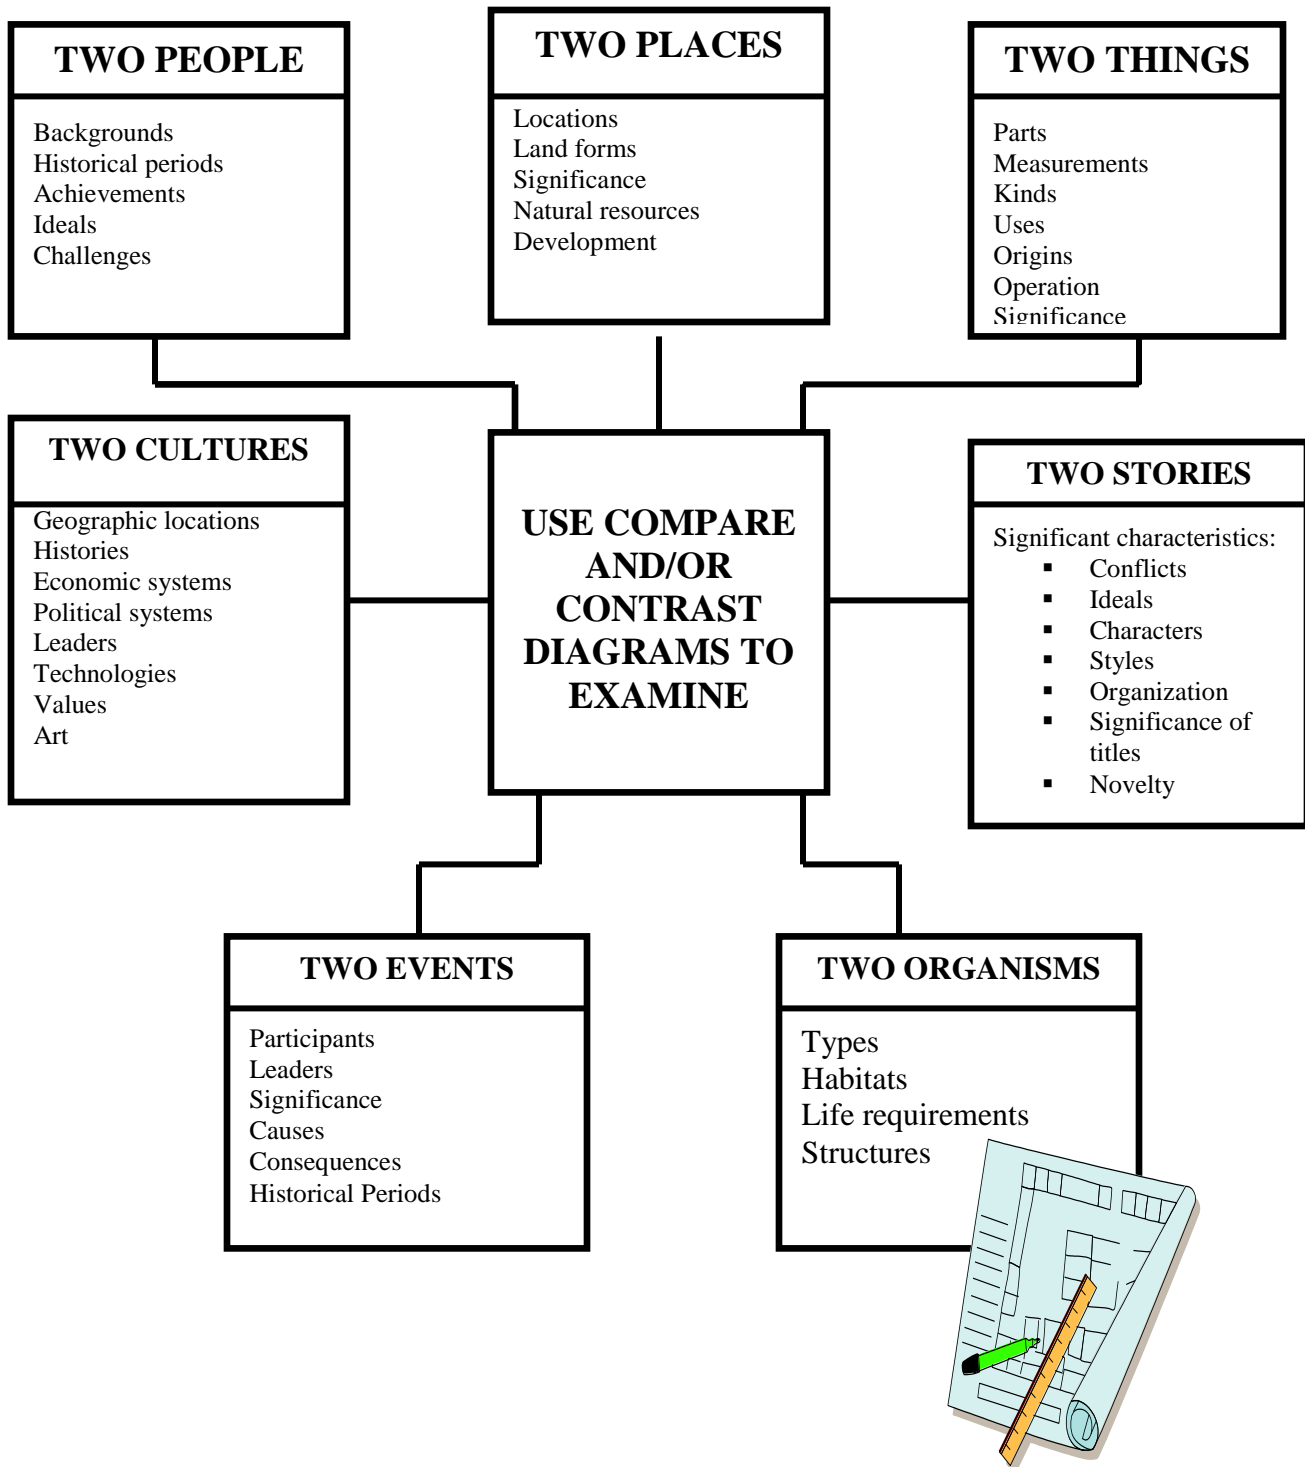 TWO PEOPLE
Backgrounds
Historical periods
Achievements
Ideals
Challenges
TWO PLACES
Locations
Land forms
Significance
Natural resources
Development
TWO THINGS
Parts
Measurements
Kinds
Uses
Origins
Operation
Significance
TWO CULTURES
Geographic locations
Histories
Economic systems
Political systems
Leaders
Technologies
Values
Art
USE COMPARE
AND/OR
CONTRAST
DIAGRAMS TO
EXAMINE
TWO STORIES
Significant characteristics:
▪ Conflicts
▪ Ideals
▪ Characters
▪ Styles
▪ Organization
▪ Significance of
titles
▪ Novelty
TWO EVENTS
Participants
Leaders
Significance
Causes
Consequences
Historical Periods
TWO ORGANISMS
Types
Habitats
Life requirements
Structures